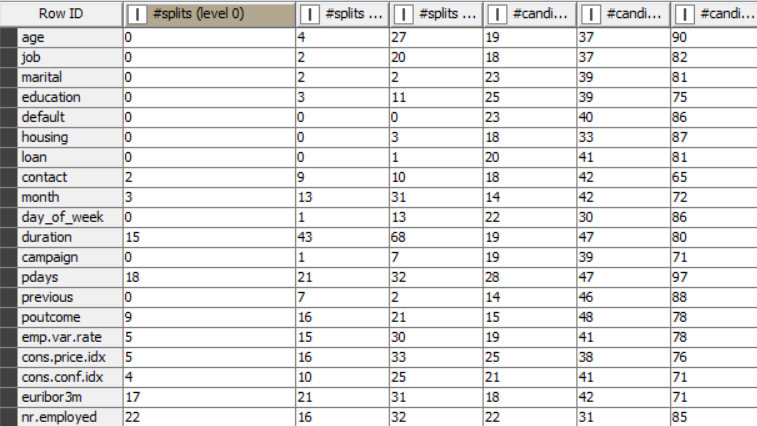 Row ID #splits (level 0) #splits ... #splits ... #candi... #candi... #candi...
age 0 4 27 19 37 90
job 0 2 20 18 37 82
marital 0 2 2 23 39 81
education 0 3 11 25 39 75
default 0 0 0 23 40 86
housing 0 0 3 18 33 87
loan 0 0 1 20 41 81
contact 2 9 10 18 42 65
month 3 13 31 14 42 72
day_of_week 0 1 13 22 30 86
duration 15 43 68 19 47 80
campaign 0 1 7 19 39 71
pdays 18 21 32 28 47 97
previous 0 7 2 14 46 88
poutcome 9 16 21 15 48 78
emp.var.rate 5 15 30 19 41 78
cons.price.idx 5 16 33 25 38 76
cons.conf.idx 4 10 25 21 41 71
euribor3m 17 21 31 18 42 71
nr.employed 22 16 32 22 31 85